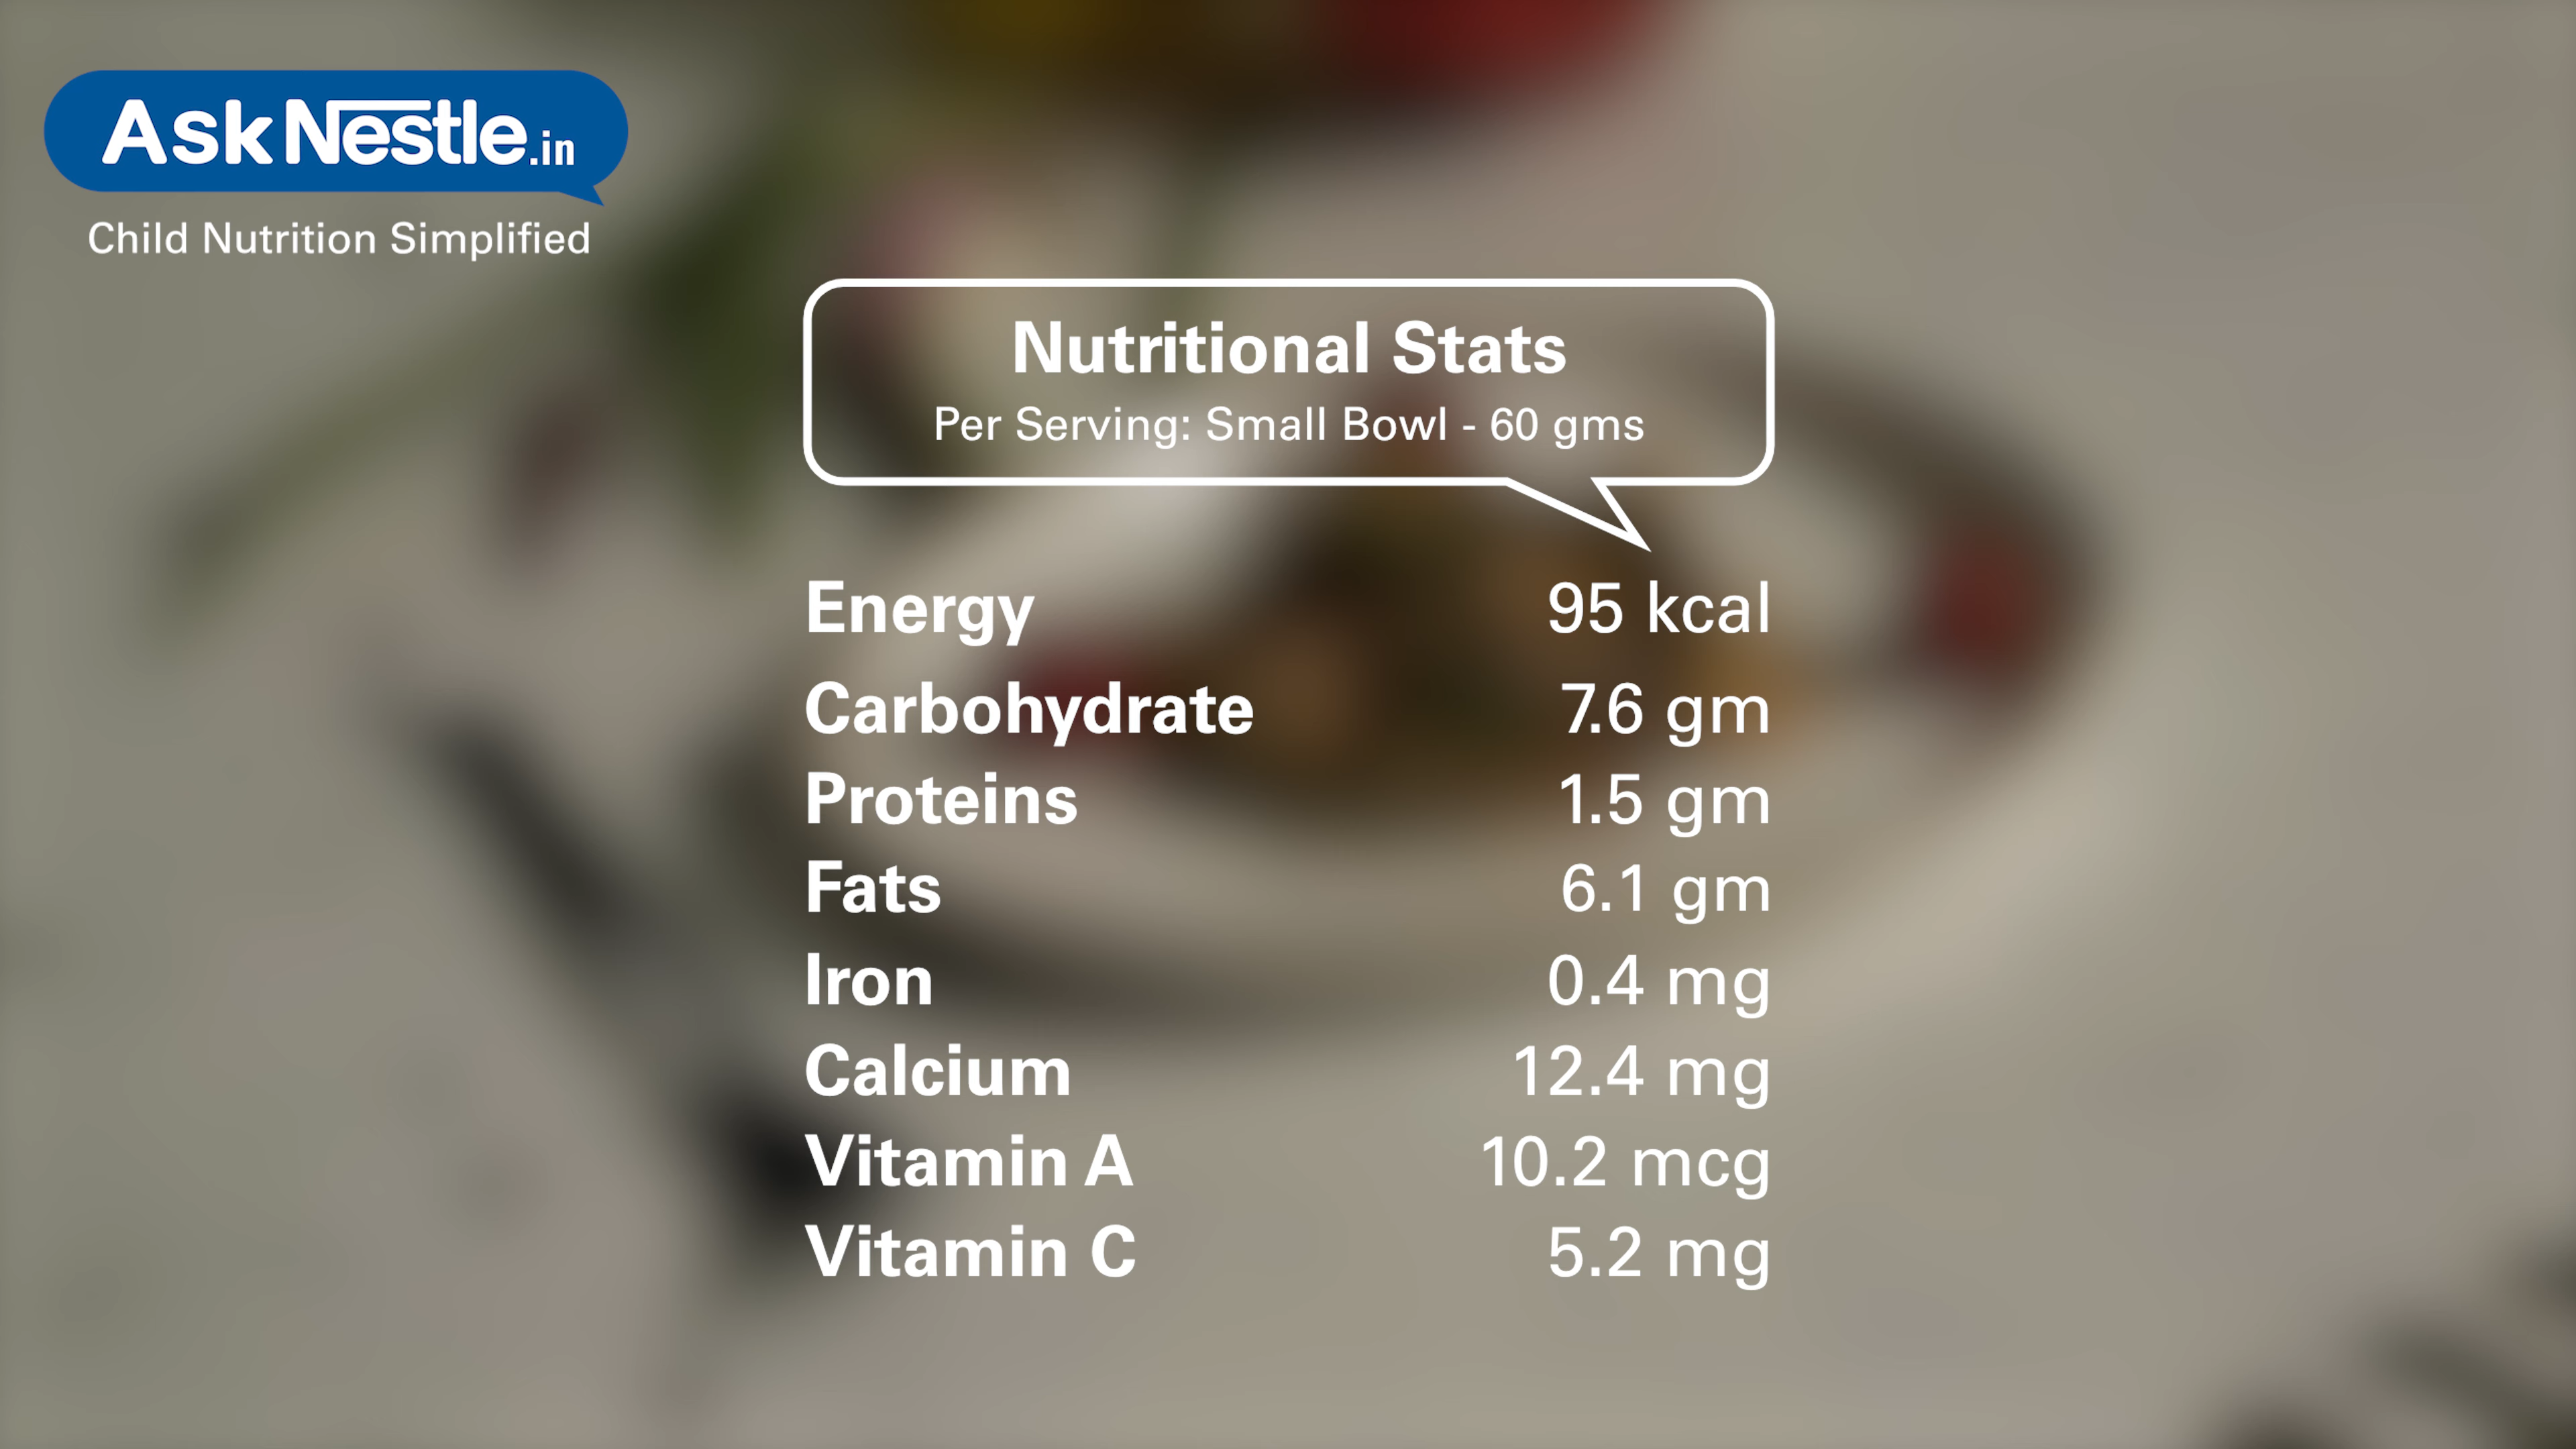 Ask Nestle.in
Child Nutrition Simplified
Nutritional Stats
Per Serving: Small Bowl - 60 gms
Energy 95 kcal
Carbohydrate 7.6 gm
Proteins 1.5 gm
Fats 6.1 gm
Iron 0.4 mg
Calcium 12.4 mg
Vitamin A 10.2 mcg
Vitamin C 5.2 mg